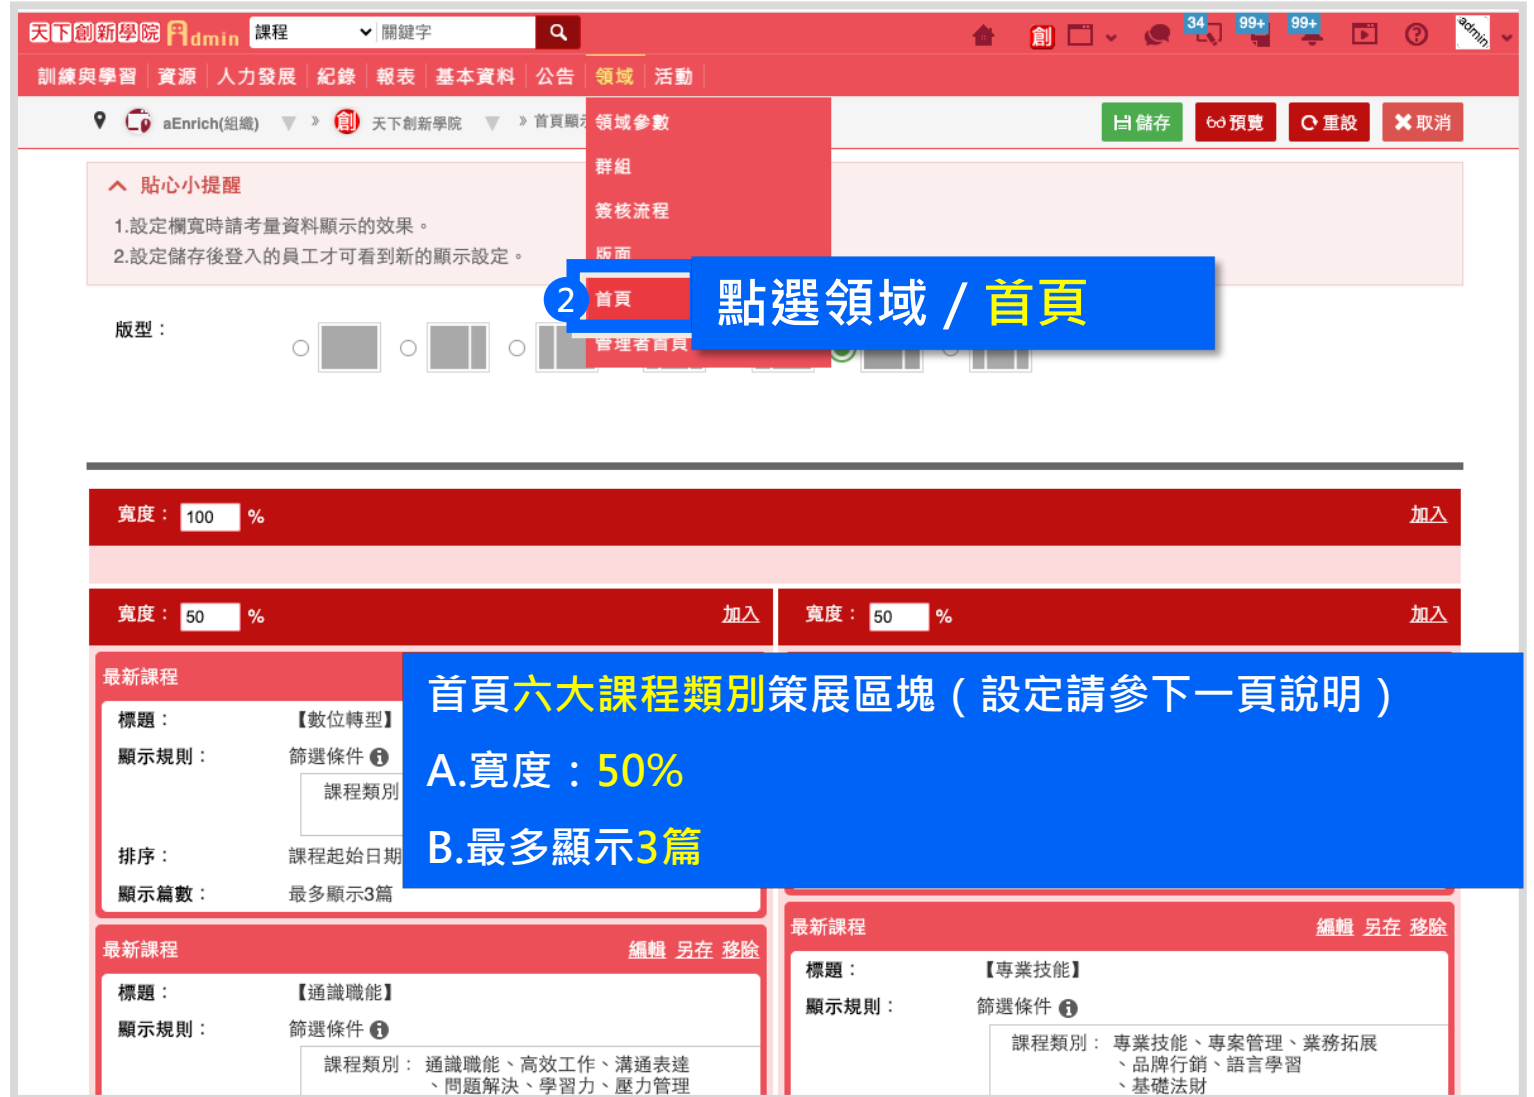 天下創新學院 Admin 課程 關鍵字 34 99+ 99+ admin
訓練與學習 資源 人力發展 紀錄 報表 基本資料 公告 領域 活動
aEnrich(組織) » 創 天下創新學院 » 首頁顯示
儲存 預覽 重設 取消
領域參數
群組
簽核流程
版面
首頁
管理者首頁
貼心小提醒
1.設定欄寬時請考量資料顯示的效果。
2.設定儲存後登入的員工才可看到新的顯示設定。
2 點選領域 / 首頁
版型：
寬度： 100 % 加入
寬度： 50 % 加入
寬度： 50 % 加入
最新課程
標題： 【數位轉型】
顯示規則： 篩選條件
課程類別
排序： 課程起始日期
顯示篇數： 最多顯示3篇
首頁六大課程類別策展區塊（設定請參下一頁說明）
A.寬度：50%
B.最多顯示3篇
最新課程 編輯 另存 移除
標題： 【通識職能】
顯示規則： 篩選條件
課程類別： 通識職能、高效工作、溝通表達
、問題解決、學習力、壓力管理
最新課程 編輯 另存 移除
標題： 【專業技能】
顯示規則： 篩選條件
課程類別： 專業技能、專案管理、業務拓展
、品牌行銷、語言學習
、基礎法財